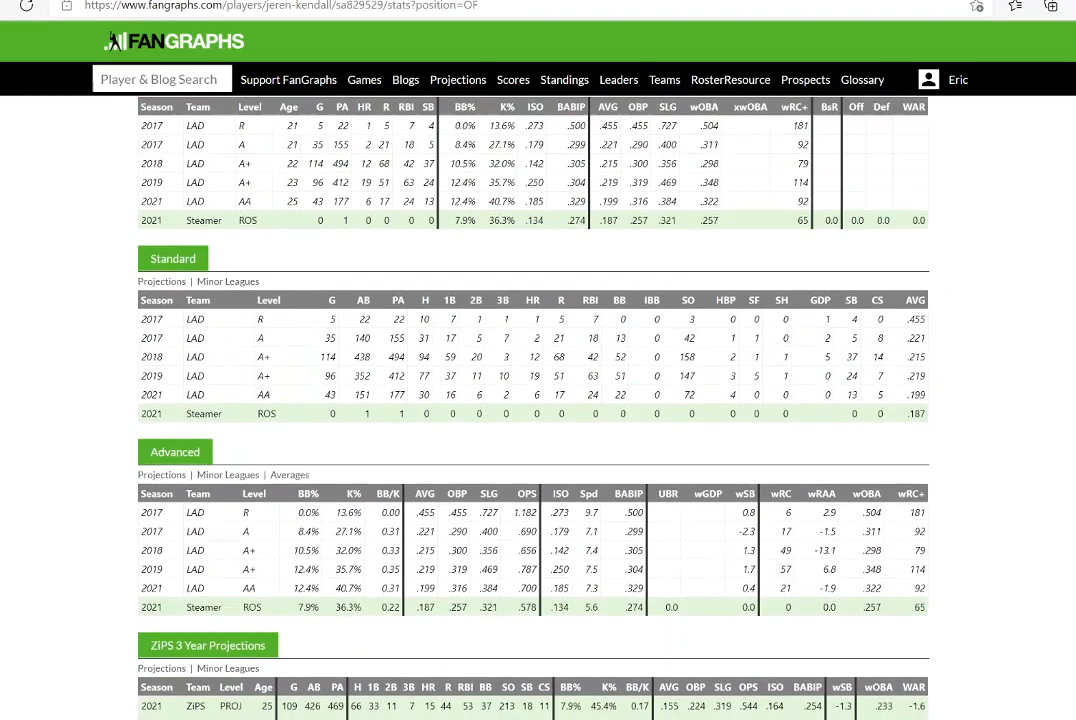 https://www.fangraphs.com/players/jeren-kendall/sa829529/stats?position=OF
FANGRAPHS
Player & Blog Search Support FanGraphs Games Blogs Projections Scores Standings Leaders Teams RosterResource Prospects Glossary Eric
Season Team Level Age G PA HR R RBI SB BB% K% ISO BABIP AVG OBP SLG wOBA xwOBA wRC+ BsR Off Def WAR
2017 LAD R 21 5 22 1 5 7 4 0.0% 13.6% .273 .500 .455 .455 .727 .504 181
2017 LAD A 21 35 155 2 21 18 5 8.4% 27.1% .179 .299 .221 .290 .400 .311 92
2018 LAD A+ 22 114 494 12 68 42 37 10.5% 32.0% .142 .305 .215 .300 .356 .298 79
2019 LAD A+ 23 96 412 19 51 63 24 12.4% 35.7% .250 .304 .219 .319 .469 .348 114
2021 LAD AA 25 43 177 6 17 24 13 12.4% 40.7% .185 .329 .199 .316 .384 .322 92
2021 Steamer ROS 0 1 0 0 0 0 7.9% 36.3% .134 .274 .187 .257 .321 .257 65 0.0 0.0 0.0 0.0
Standard
Projections | Minor Leagues
Season Team Level G AB PA H 1B 2B 3B HR R RBI BB IBB SO HBP SF SH GDP SB CS AVG
2017 LAD R 5 22 22 10 7 1 1 1 5 7 0 0 3 0 0 0 1 4 0 .455
2017 LAD A 35 140 155 31 17 5 7 2 21 18 13 0 42 1 1 0 2 5 8 .221
2018 LAD A+ 114 438 494 94 59 20 3 12 68 42 52 0 158 2 1 1 5 37 14 .215
2019 LAD A+ 96 352 412 77 37 11 10 19 51 63 51 0 147 3 5 1 0 24 7 .219
2021 LAD AA 43 151 177 30 16 6 2 6 17 24 22 0 72 4 0 0 0 13 5 .199
2021 Steamer ROS 0 1 1 0 0 0 0 0 0 0 0 0 0 0 0 0 0 0 0 .187
Advanced
Projections | Minor Leagues | Averages
Season Team Level BB% K% BB/K AVG OBP SLG OPS ISO Spd BABIP UBR wGDP wSB wRC wRAA wOBA wRC+
2017 LAD R 0.0% 13.6% 0.00 .455 .455 .727 1.182 .273 9.7 .500 0.8 6 2.9 .504 181
2017 LAD A 8.4% 27.1% 0.31 .221 .290 .400 .690 .179 7.1 .299 -2.3 17 -1.5 .311 92
2018 LAD A+ 10.5% 32.0% 0.33 .215 .300 .356 .656 .142 7.4 .305 1.3 49 -13.1 .298 79
2019 LAD A+ 12.4% 35.7% 0.35 .219 .319 .469 .787 .250 7.5 .304 1.7 57 6.8 .348 114
2021 LAD AA 12.4% 40.7% 0.31 .199 .316 .384 .700 .185 7.3 .329 0.4 21 -1.9 .322 92
2021 Steamer ROS 7.9% 36.3% 0.22 .187 .257 .321 .578 .134 5.6 .274 0.0 0.0 0 0.0 .257 65
ZiPS 3 Year Projections
Projections | Minor Leagues
Season Team Level Age G AB PA H 1B 2B 3B HR R RBI BB SO SB CS BB% K% BB/K AVG OBP SLG OPS ISO BABIP wSB wOBA WAR
2021 ZiPS PROJ 25 109 426 469 66 33 11 7 15 44 53 37 213 18 11 7.9% 45.4% 0.17 .155 .224 .319 .544 .164 .254 -1.3 .233 -1.6